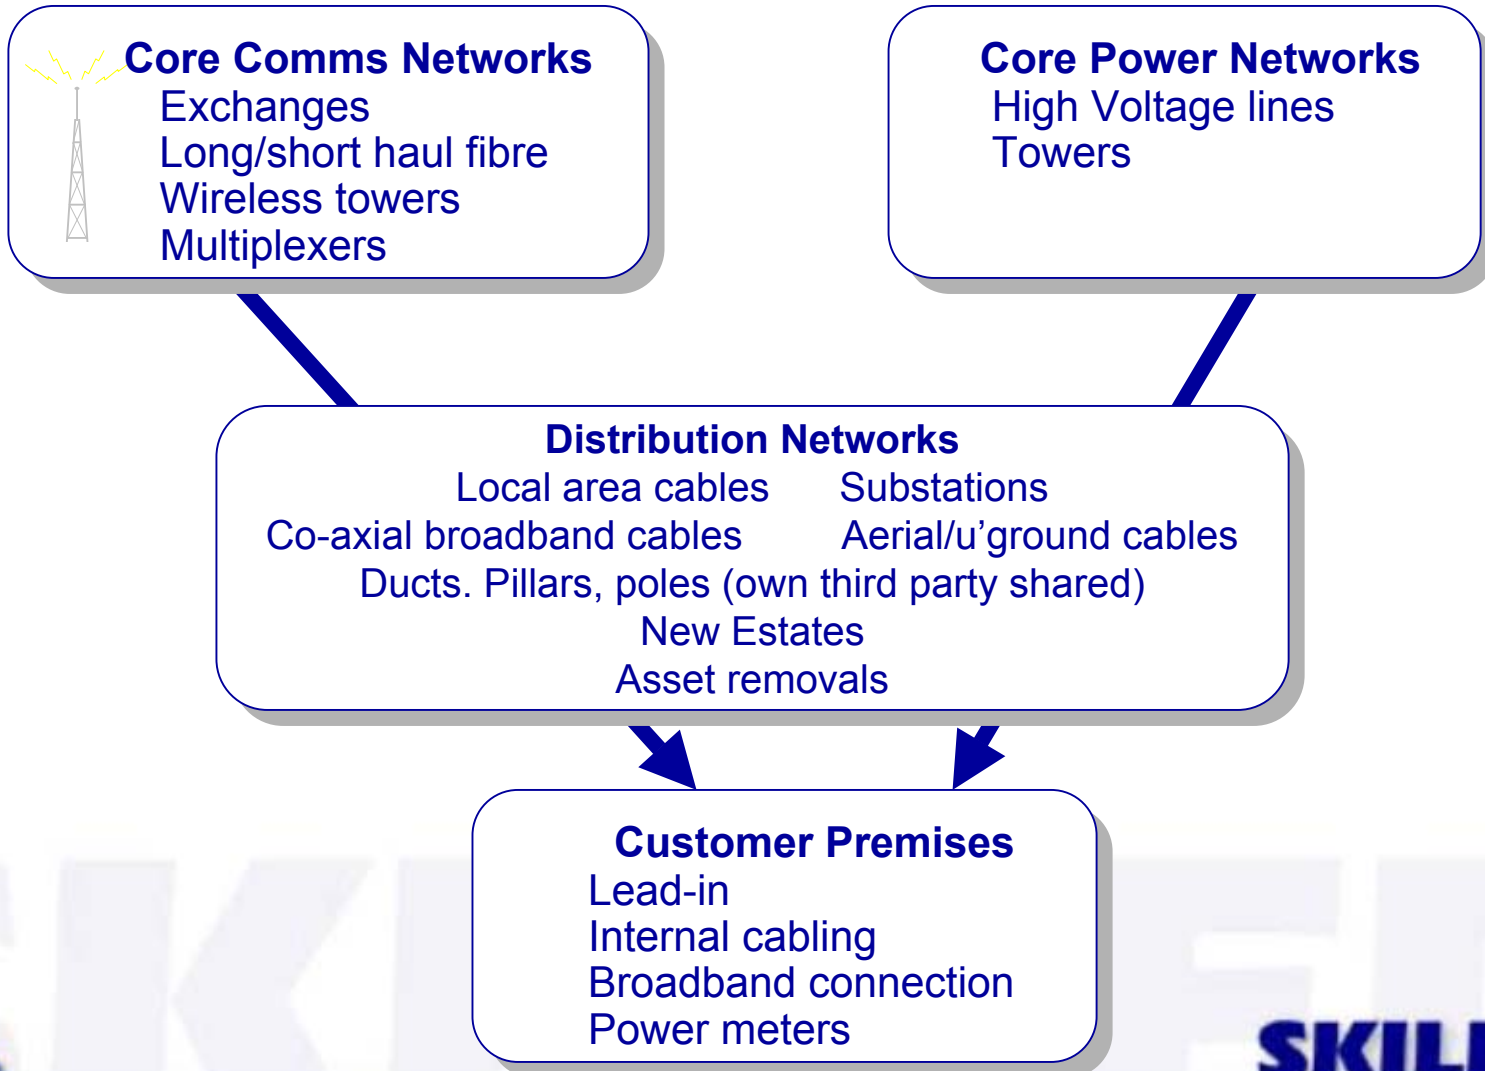 Core Comms Networks
Exchanges
Long/short haul fibre
Wireless towers
Multiplexers
Core Power Networks
High Voltage lines
Towers
Distribution Networks
Local area cables Substations
Co-axial broadband cables Aerial/u’ground cables
Ducts. Pillars, poles (own third party shared)
New Estates
Asset removals
Customer Premises
Lead-in
Internal cabling
Broadband connection
Power meters